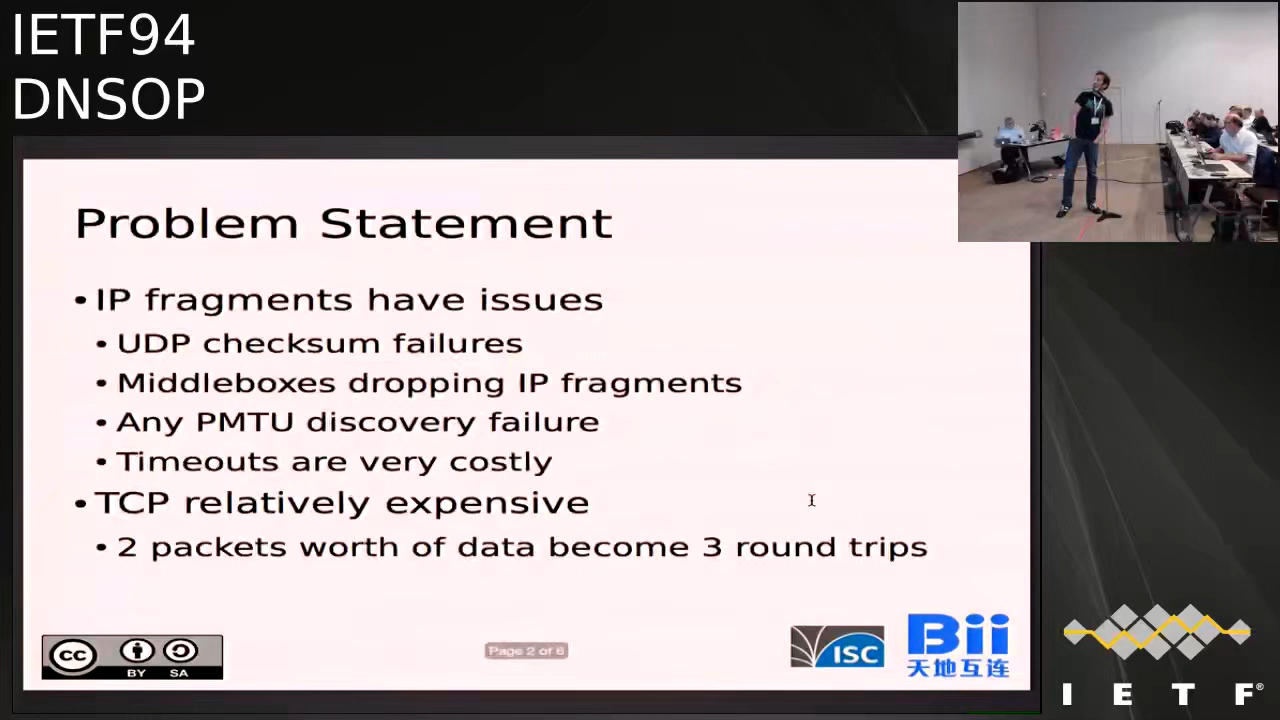 IETF94
DNSOP
Problem Statement
• IP fragments have issues
• UDP checksum failures
• Middleboxes dropping IP fragments
• Any PMTU discovery failure
• Timeouts are very costly
• TCP relatively expensive
• 2 packets worth of data become 3 round trips
cc BY SA
Page 2 of 6
ISC
Bii
天地互连
I E T F®